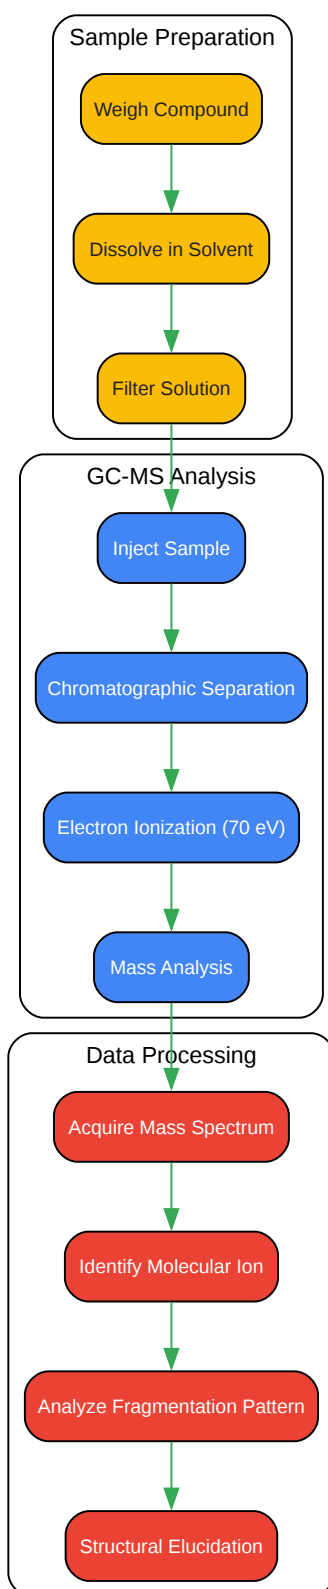 Sample Preparation
Weigh Compound
Dissolve in Solvent
Filter Solution
GC-MS Analysis
Inject Sample
Chromatographic Separation
Electron Ionization (70 eV)
Mass Analysis
Data Processing
Acquire Mass Spectrum
Identify Molecular Ion
Analyze Fragmentation Pattern
Structural Elucidation